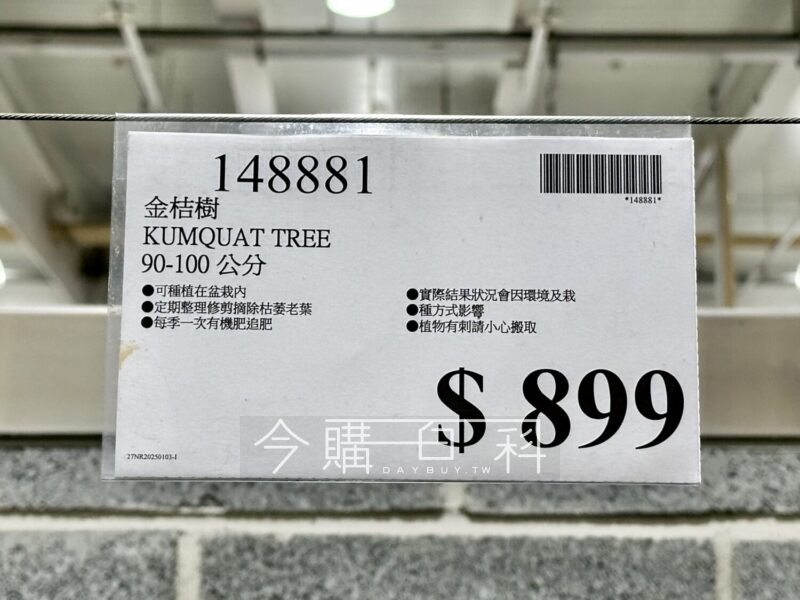 148881
*148881*
金桔樹
KUMQUAT TREE
90-100 公分
●可種植在盆栽內
●定期整理修剪摘除枯萎老葉
●每季一次有機肥追肥
●實際結果狀況會因環境及栽
●種方式影響
●植物有刺請小心搬取
$ 899
今購百科
DAYBUY.TW
27NR20250103-I